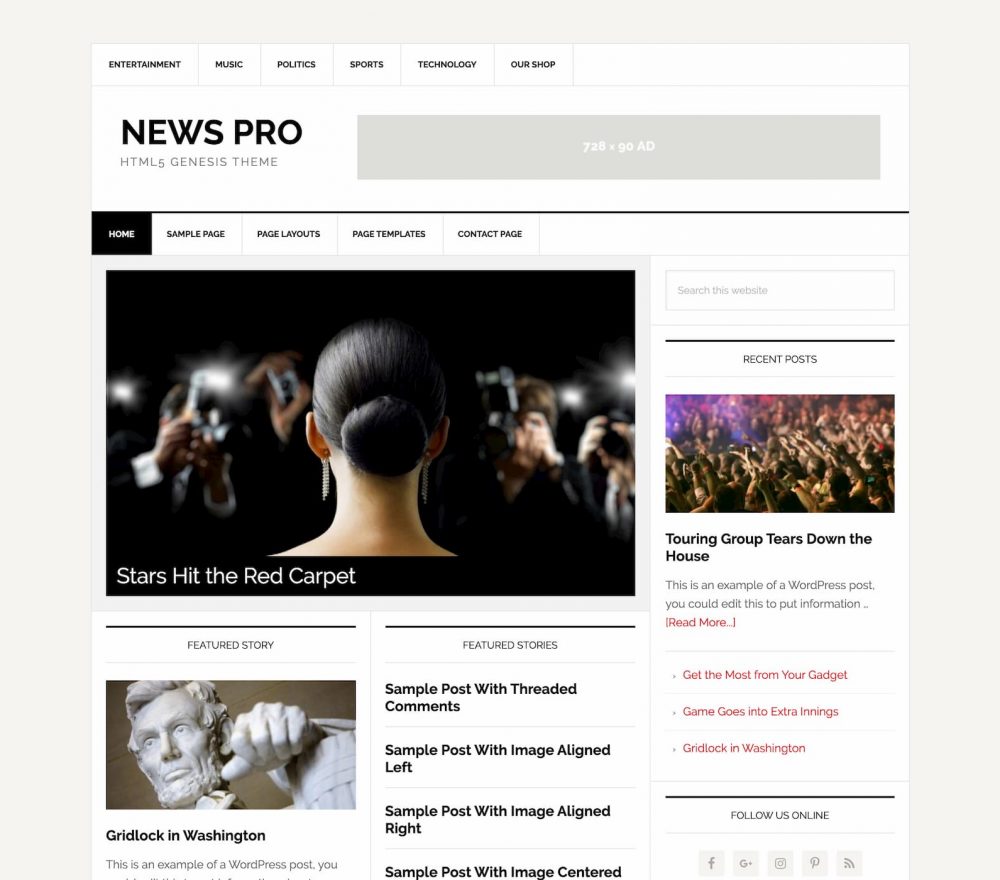 ENTERTAINMENT MUSIC POLITICS SPORTS TECHNOLOGY OUR SHOP
NEWS PRO
HTML5 GENESIS THEME
728 × 90 AD
HOME SAMPLE PAGE PAGE LAYOUTS PAGE TEMPLATES CONTACT PAGE
Stars Hit the Red Carpet
FEATURED STORY
Gridlock in Washington
This is an example of a WordPress post, you
FEATURED STORIES
Sample Post With Threaded
Comments
Sample Post With Image Aligned
Left
Sample Post With Image Aligned
Right
Sample Post With Image Centered
Search this website
RECENT POSTS
Touring Group Tears Down the
House
This is an example of a WordPress post,
you could edit this to put information …
[Read More...]
› Get the Most from Your Gadget
› Game Goes into Extra Innings
› Gridlock in Washington
FOLLOW US ONLINE